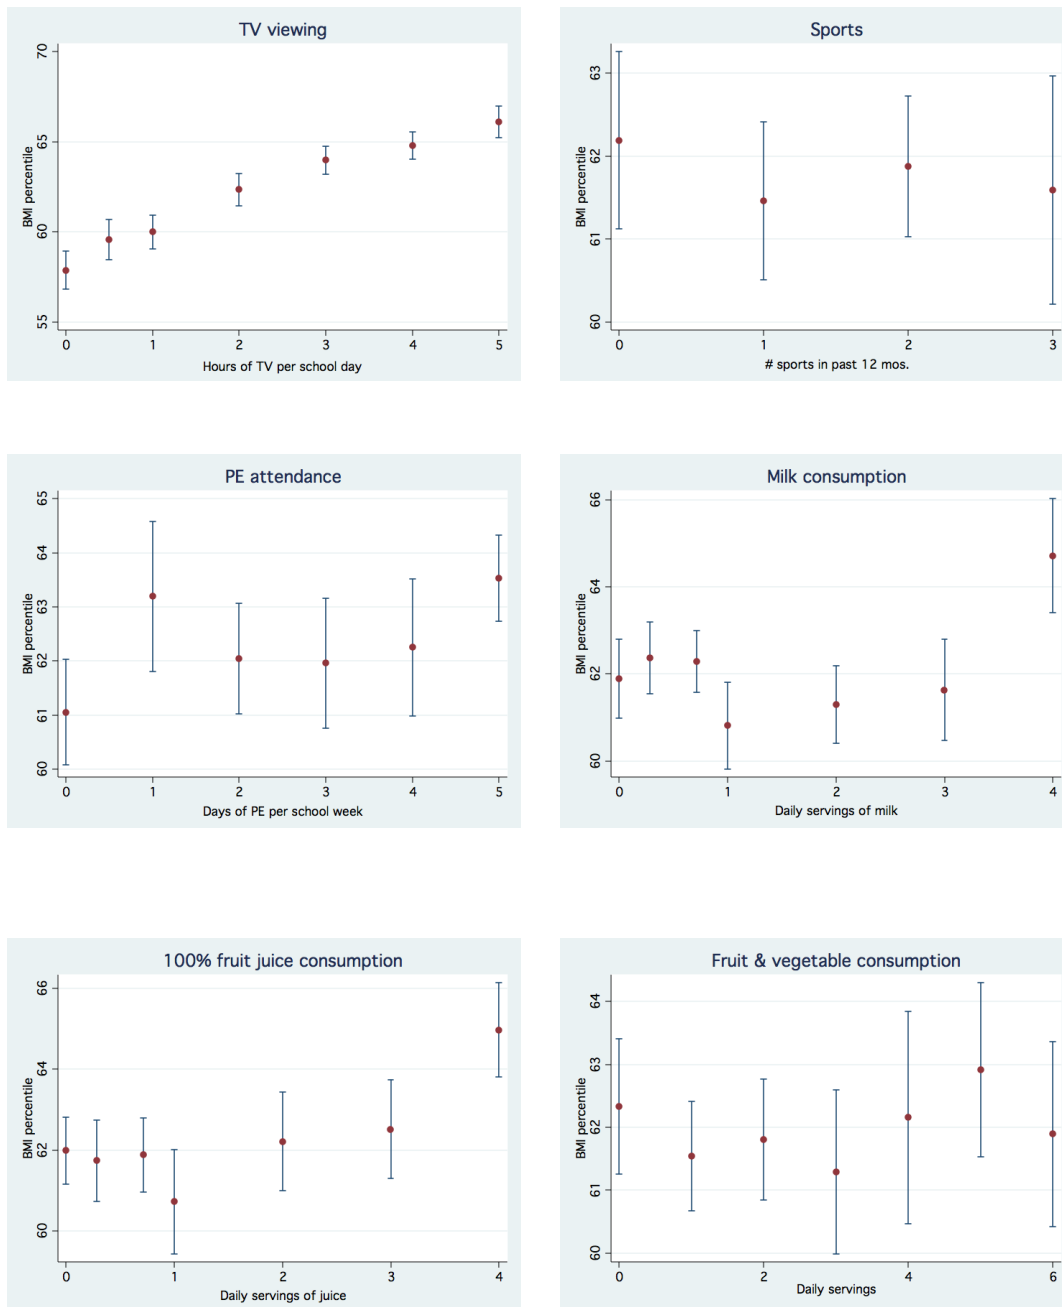 TV viewing
BMI percentile
55 60 65 70
0 1 2 3 4 5
Hours of TV per school day
Sports
BMI percentile
60 61 62 63
0 1 2 3
# sports in past 12 mos.
PE attendance
BMI percentile
60 61 62 63 64 65
0 1 2 3 4 5
Days of PE per school week
Milk consumption
BMI percentile
60 62 64 66
0 1 2 3 4
Daily servings of milk
100% fruit juice consumption
BMI percentile
60 62 64 66
0 1 2 3 4
Daily servings of juice
Fruit & vegetable consumption
BMI percentile
60 61 62 63 64
0 2 4 6
Daily servings